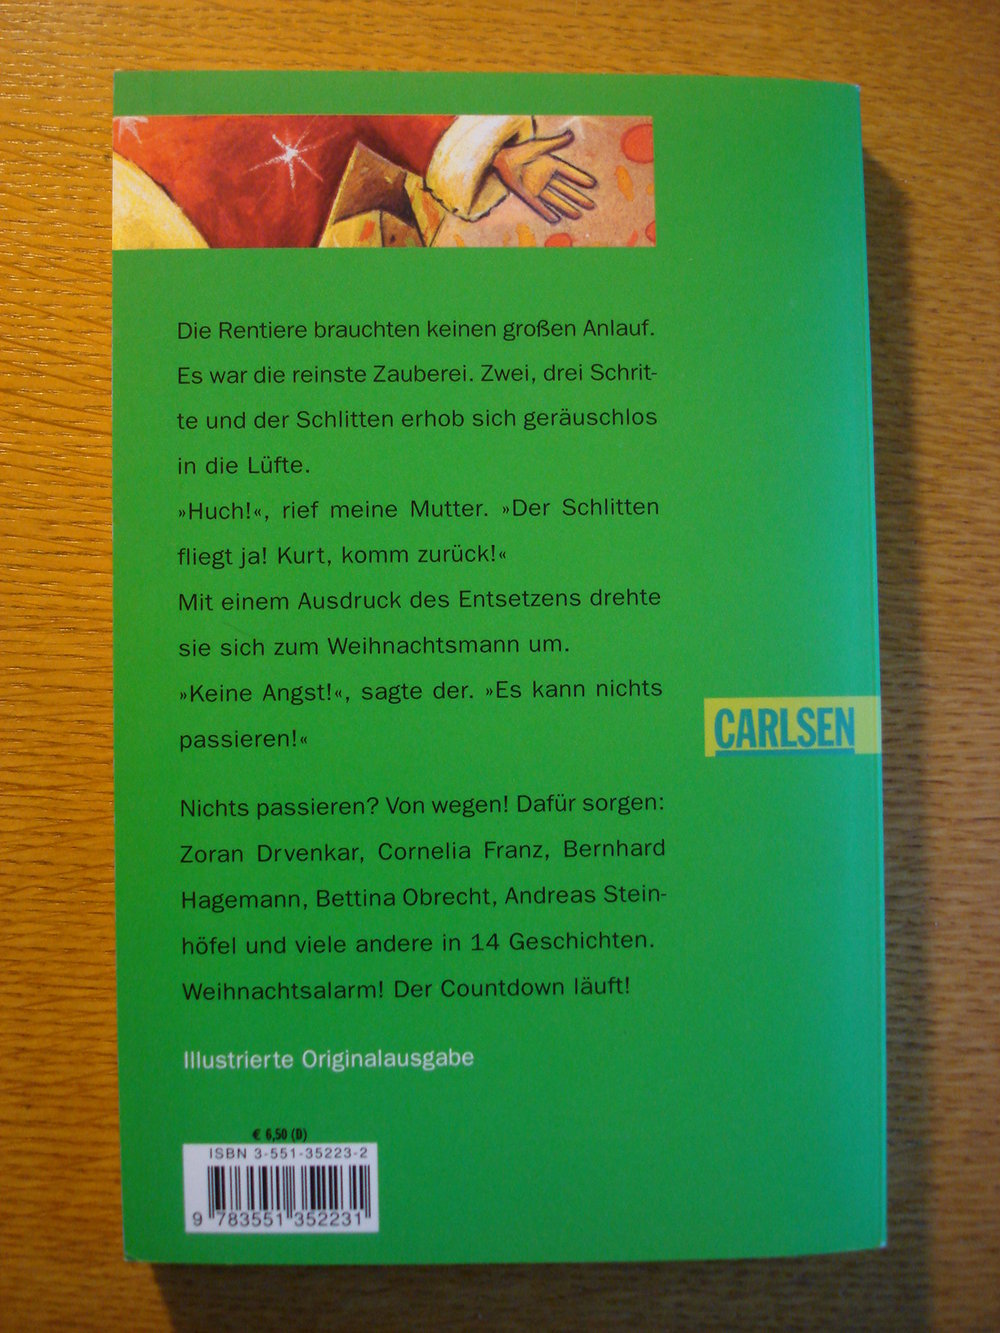 Die Rentiere brauchten keinen großen Anlauf.
Es war die reinste Zauberei. Zwei, drei Schrit-
te und der Schlitten erhob sich geräuschlos
in die Lüfte.
»Huch!«, rief meine Mutter. »Der Schlitten
fliegt ja! Kurt, komm zurück!«
Mit einem Ausdruck des Entsetzens drehte
sie sich zum Weihnachtsmann um.
»Keine Angst!«, sagte der. »Es kann nichts
passieren!«
CARLSEN
Nichts passieren? Von wegen! Dafür sorgen:
Zoran Drvenkar, Cornelia Franz, Bernhard
Hagemann, Bettina Obrecht, Andreas Stein-
höfel und viele andere in 14 Geschichten.
Weihnachtsalarm! Der Countdown läuft!
Illustrierte Originalausgabe
€ 6,50 (D)
ISBN 3-551-35223-2
9 783551 352231